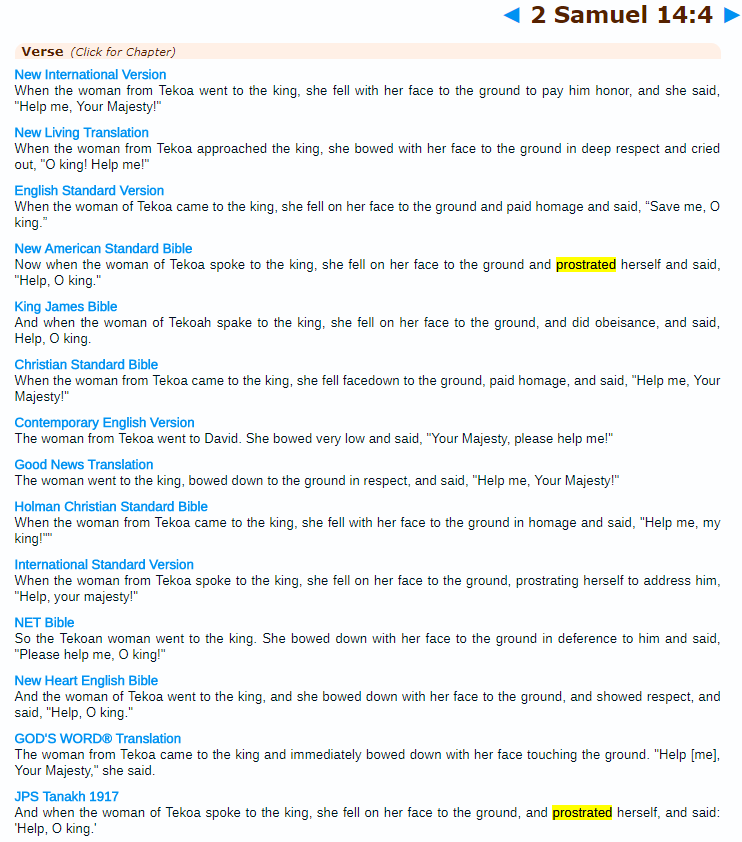 ◄ 2 Samuel 14:4 ►
Verse (Click for Chapter)
New International Version
When the woman from Tekoa went to the king, she fell with her face to the ground to pay him honor, and she said,
"Help me, Your Majesty!"
New Living Translation
When the woman from Tekoa approached the king, she bowed with her face to the ground in deep respect and cried
out, "O king! Help me!"
English Standard Version
When the woman of Tekoa came to the king, she fell on her face to the ground and paid homage and said, “Save me, O
king.”
New American Standard Bible
Now when the woman of Tekoa spoke to the king, she fell on her face to the ground and prostrated herself and said,
"Help, O king."
King James Bible
And when the woman of Tekoah spake to the king, she fell on her face to the ground, and did obeisance, and said,
Help, O king.
Christian Standard Bible
When the woman from Tekoa came to the king, she fell facedown to the ground, paid homage, and said, "Help me, Your
Majesty!"
Contemporary English Version
The woman from Tekoa went to David. She bowed very low and said, "Your Majesty, please help me!"
Good News Translation
The woman went to the king, bowed down to the ground in respect, and said, "Help me, Your Majesty!"
Holman Christian Standard Bible
When the woman from Tekoa came to the king, she fell with her face to the ground in homage and said, "Help me, my
king!""
International Standard Version
When the woman from Tekoa spoke to the king, she fell on her face to the ground, prostrating herself to address him,
"Help, your majesty!"
NET Bible
So the Tekoan woman went to the king. She bowed down with her face to the ground in deference to him and said,
"Please help me, O king!"
New Heart English Bible
And the woman of Tekoa went to the king, and she bowed down with her face to the ground, and showed respect, and
said, "Help, O king."
GOD'S WORD® Translation
The woman from Tekoa came to the king and immediately bowed down with her face touching the ground. "Help [me],
Your Majesty," she said.
JPS Tanakh 1917
And when the woman of Tekoa spoke to the king, she fell on her face to the ground, and prostrated herself, and said:
'Help, O king.'